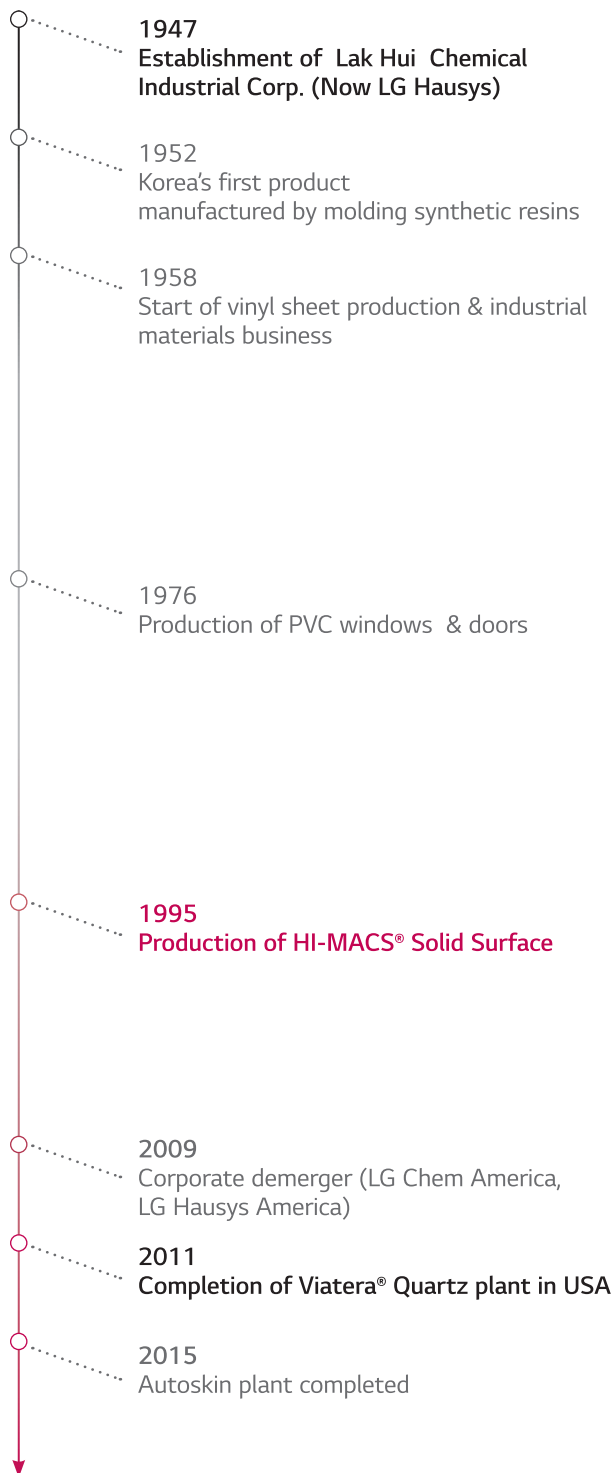 1947
Establishment of Lak Hui Chemical
Industrial Corp. (Now LG Hausys)
1952
Korea’s first product
manufactured by molding synthetic resins
1958
Start of vinyl sheet production & industrial
materials business
1976
Production of PVC windows & doors
1995
Production of HI-MACS® Solid Surface
2009
Corporate demerger (LG Chem America,
LG Hausys America)
2011
Completion of Viatera® Quartz plant in USA
2015
Autoskin plant completed